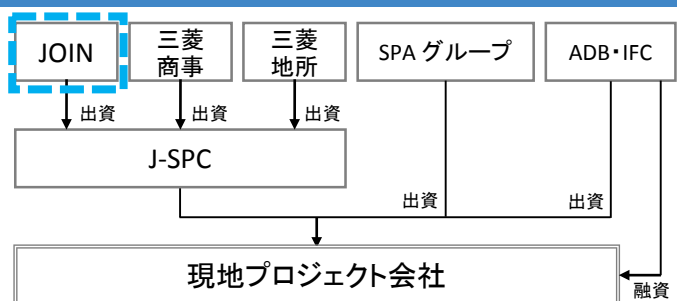 JOIN
三菱
商事
三菱
地所
SPA グループ
ADB・IFC
出資
出資
出資
J-SPC
出資
出資
現地プロジェクト会社
融資